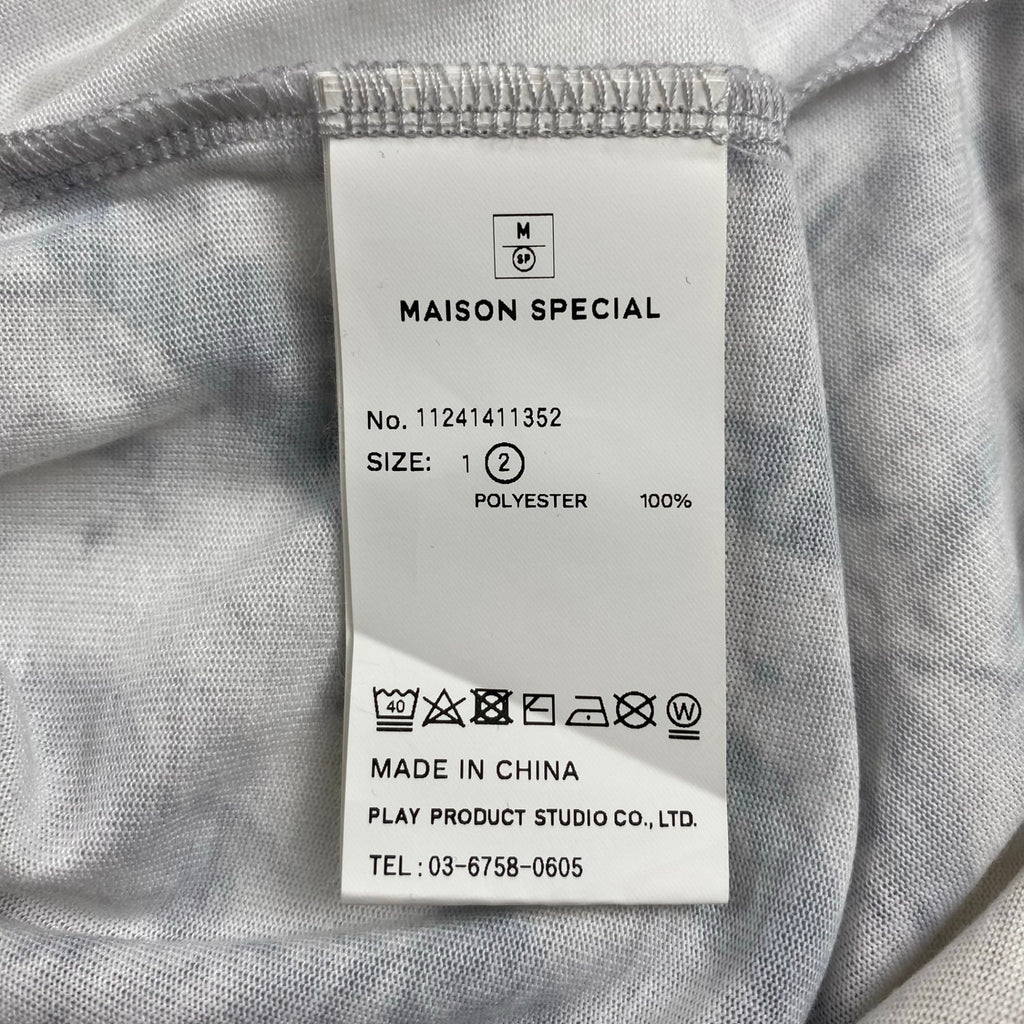 M
SP
MAISON SPECIAL
No. 11241411352
SIZE: 1 2
POLYESTER 100%
40 W
MADE IN CHINA
PLAY PRODUCT STUDIO CO., LTD.
TEL : 03-6758-0605